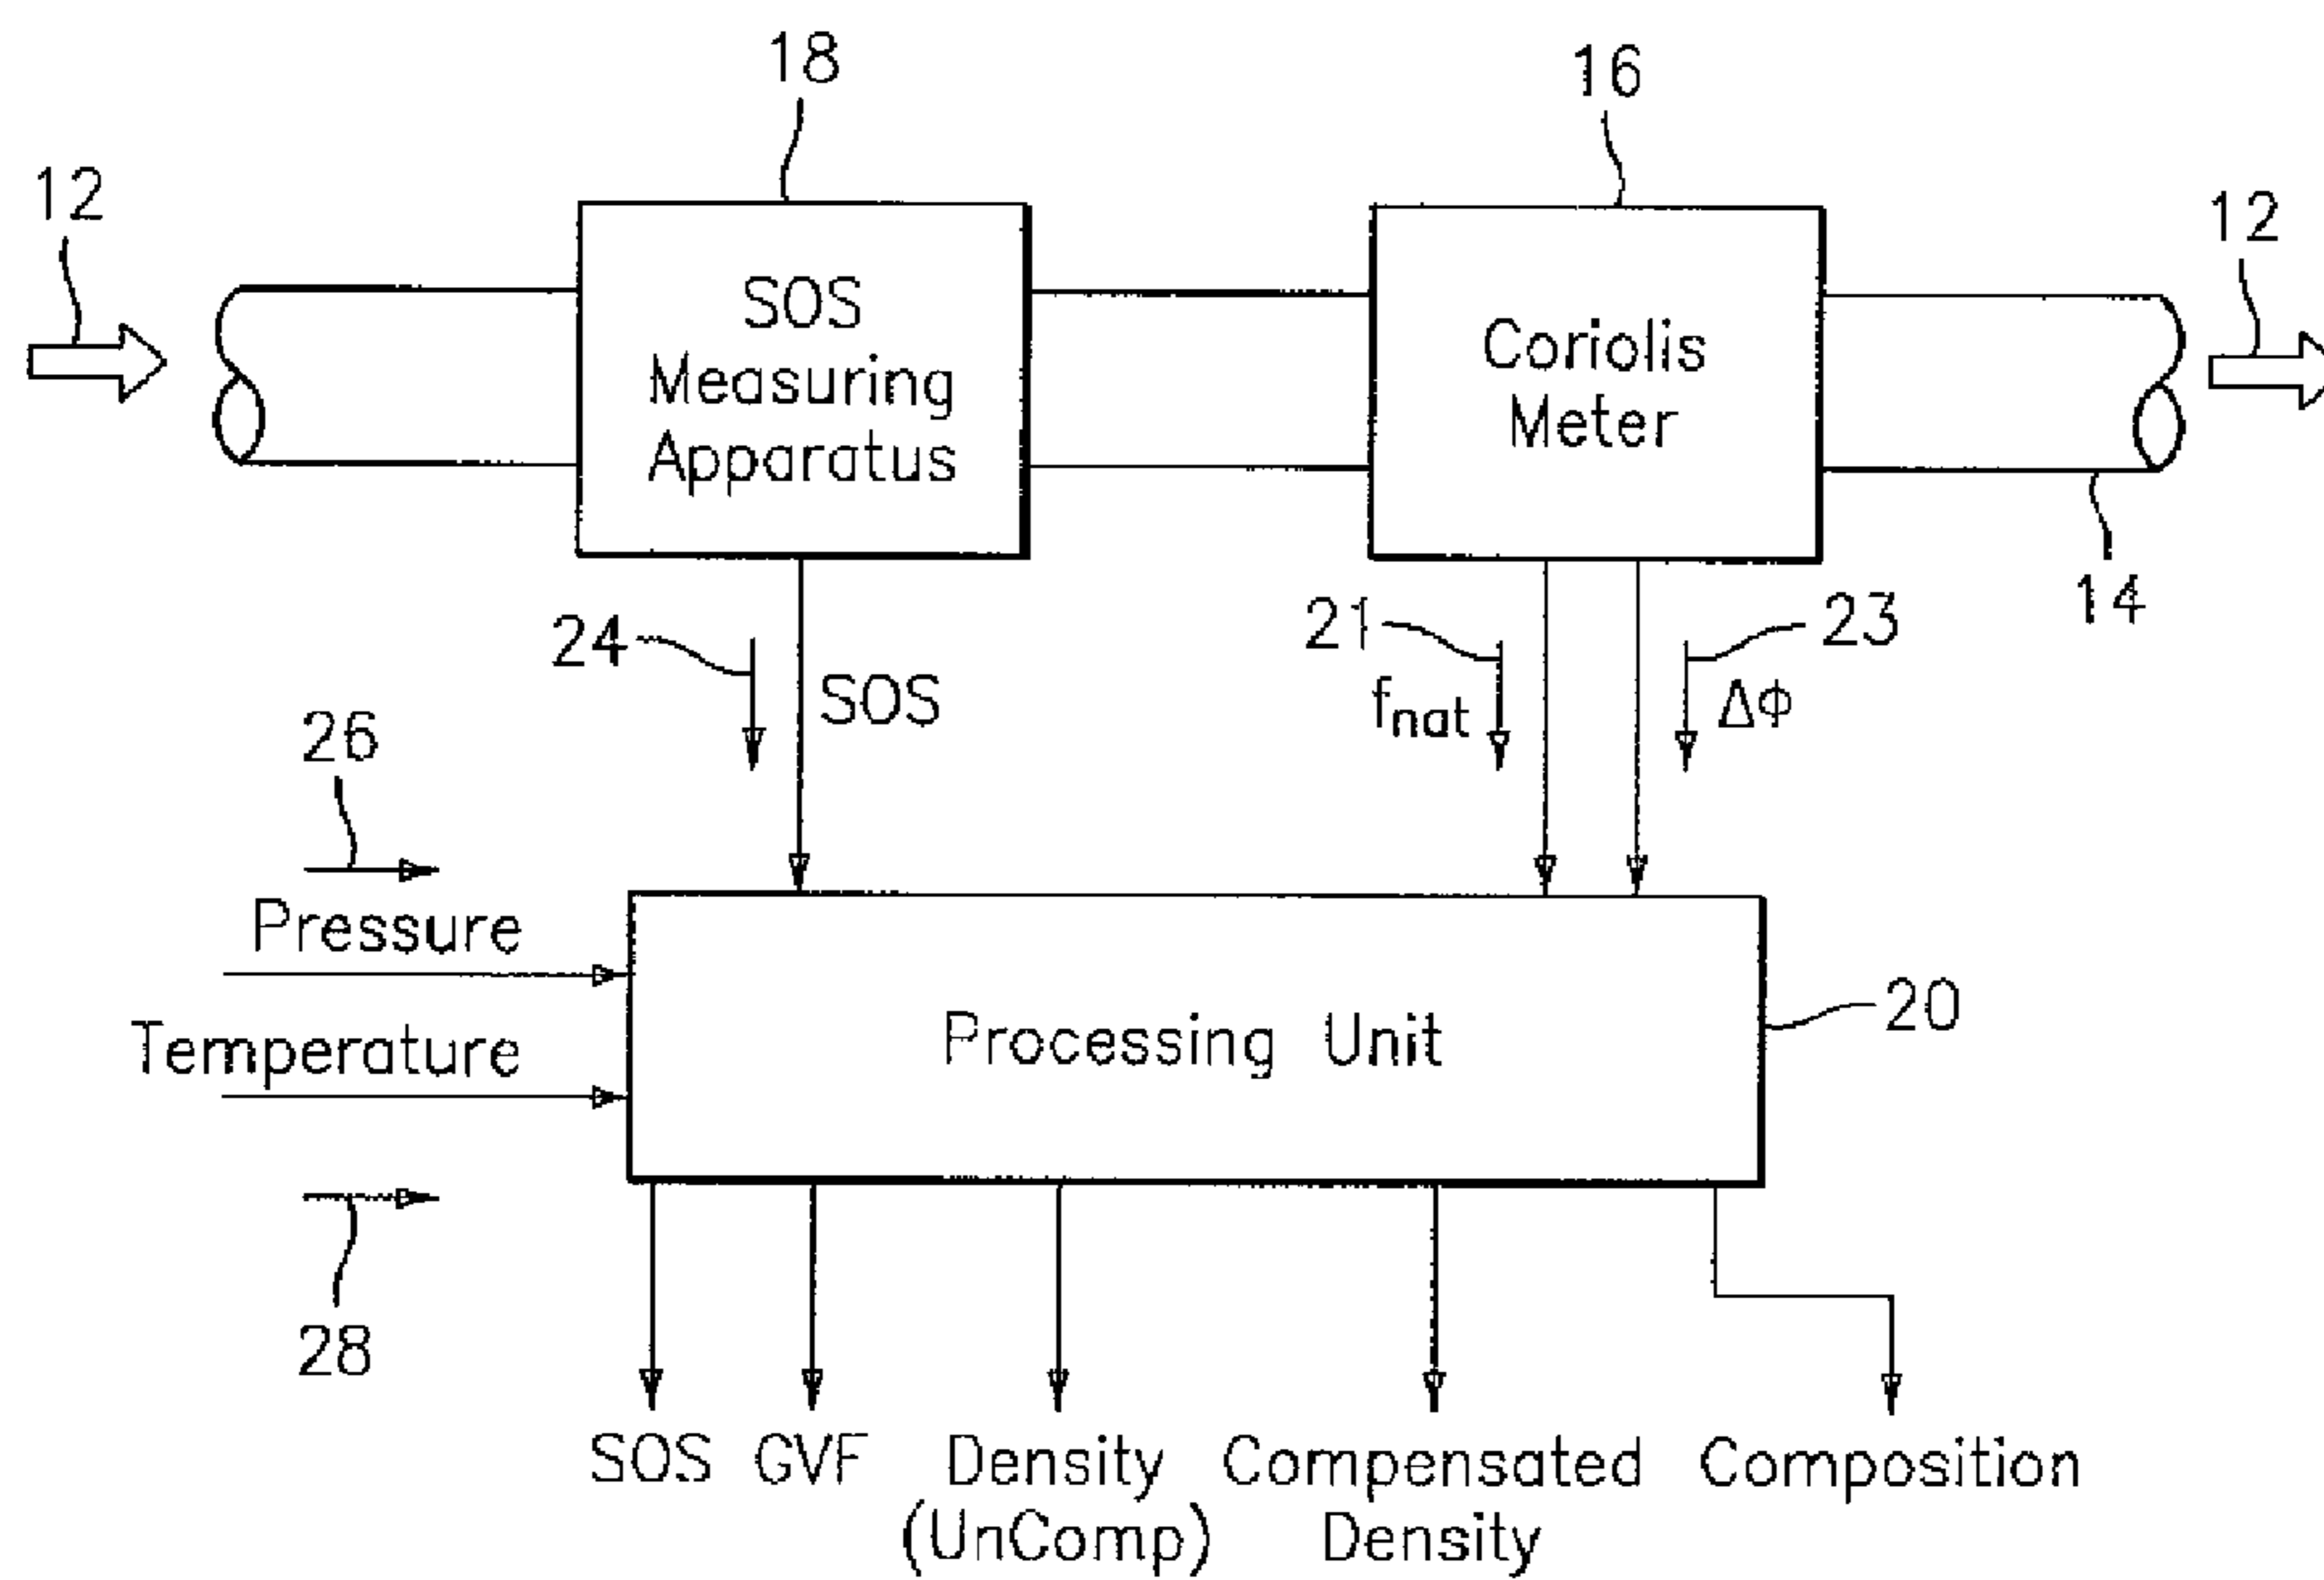 18
16
12
12
SOS
Measuring
Apparatus
Coriolis
Meter
14
24
SOS
21
fnat
23
ΔΦ
26
Pressure
Temperature
28
Processing Unit
20
SOS
GVF
Density
(UnComp)
Compensated
Density
Composition